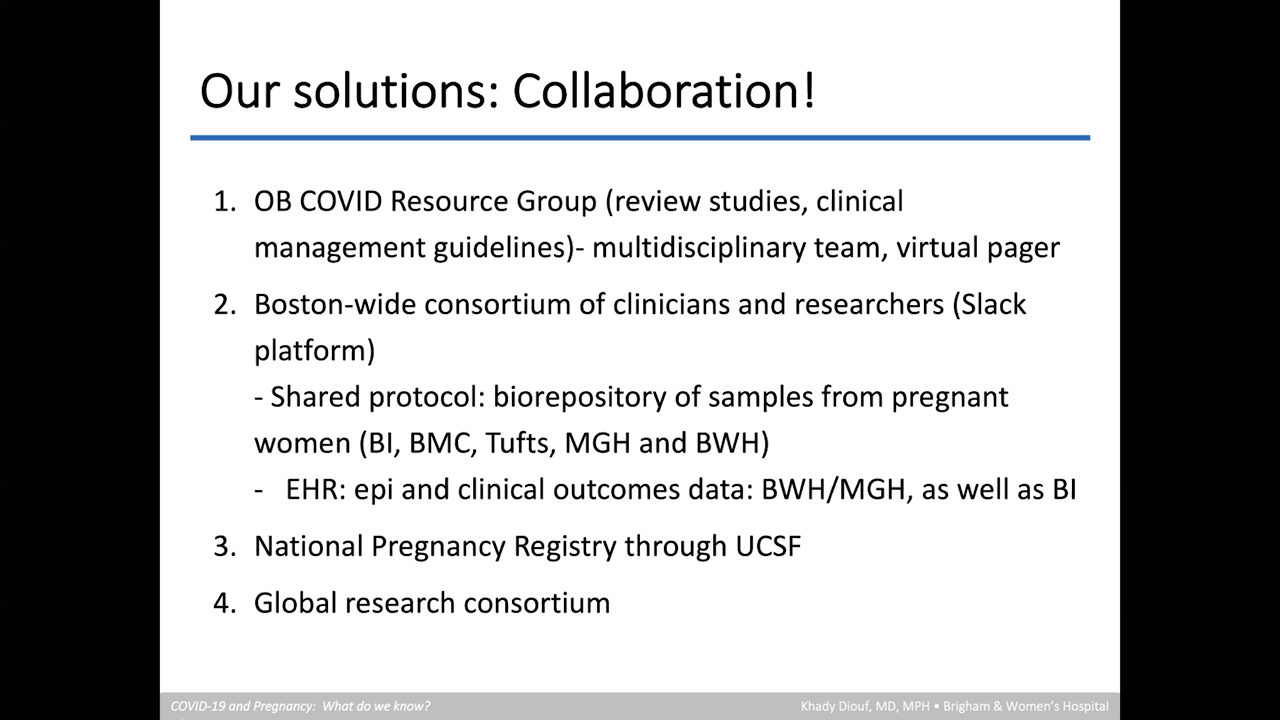 Our solutions: Collaboration!
1. OB COVID Resource Group (review studies, clinical
management guidelines)- multidisciplinary team, virtual pager
2. Boston-wide consortium of clinicians and researchers (Slack
platform)
- Shared protocol: biorepository of samples from pregnant
women (BI, BMC, Tufts, MGH and BWH)
- EHR: epi and clinical outcomes data: BWH/MGH, as well as BI
3. National Pregnancy Registry through UCSF
4. Global research consortium
COVID-19 and Pregnancy: What do we know?
Khady Diouf, MD, MPH • Brigham & Women's Hospital